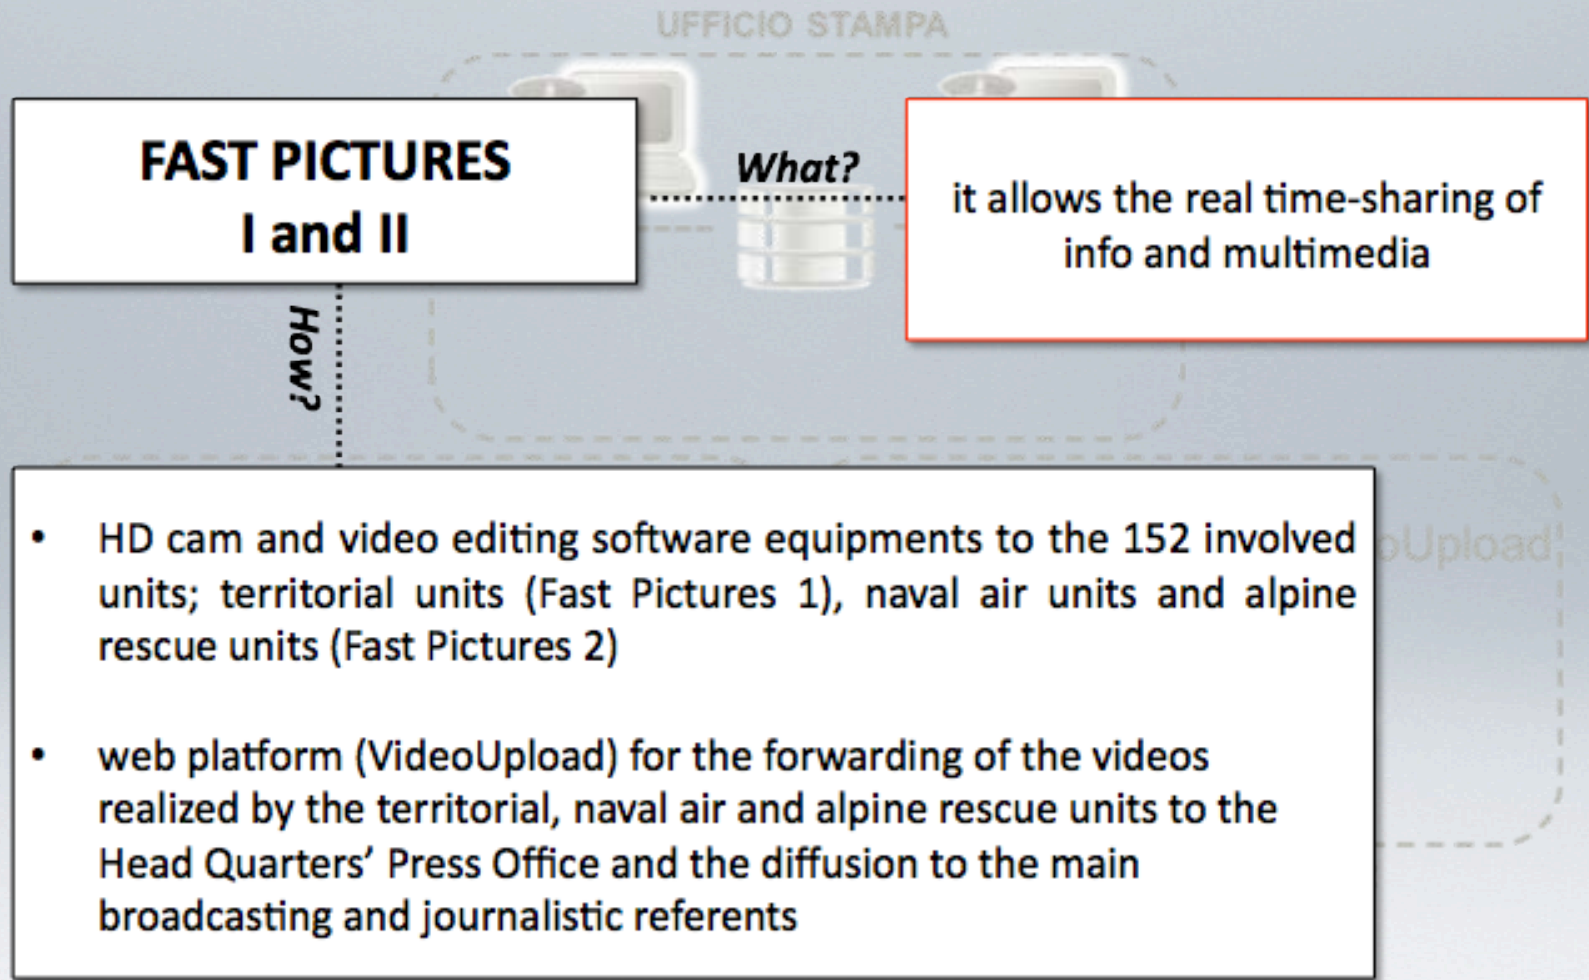 UFFICIO STAMPA
FAST PICTURES
I and II
What?
it allows the real time-sharing of
info and multimedia
How?
• HD cam and video editing software equipments to the 152 involved
units; territorial units (Fast Pictures 1), naval air units and alpine
rescue units (Fast Pictures 2)
oUpload
• web platform (VideoUpload) for the forwarding of the videos
realized by the territorial, naval air and alpine rescue units to the
Head Quarters’ Press Office and the diffusion to the main
broadcasting and journalistic referents